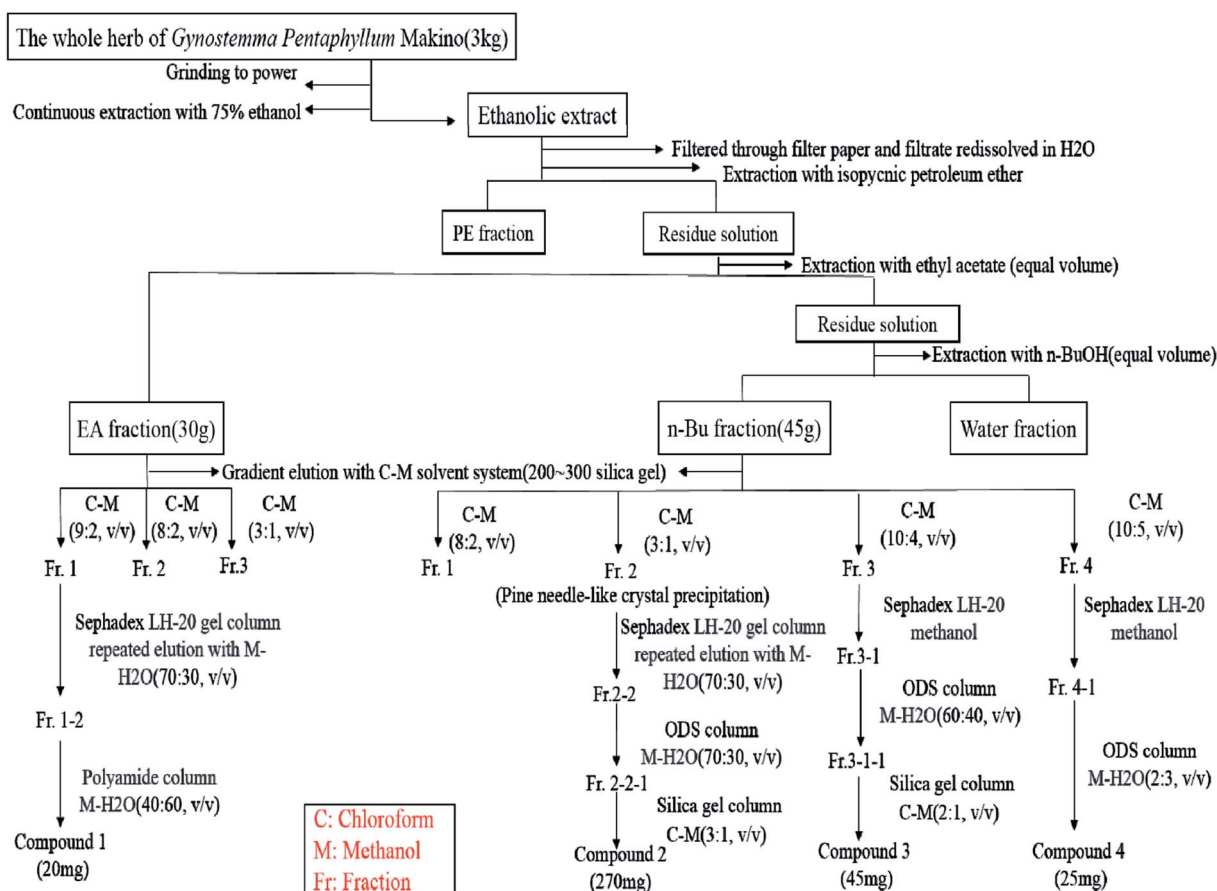 The whole herb of Gynostemma Pentaphyllum Makino(3kg)
Grinding to power
Continuous extraction with 75% ethanol
Ethanolic extract
Filtered through filter paper and filtrate redissolved in H2O
Extraction with isopycnic petroleum ether
PE fraction
Residue solution
Extraction with ethyl acetate (equal volume)
Residue solution
Extraction with n-BuOH(equal volume)
EA fraction(30g)
n-Bu fraction(45g)
Water fraction
Gradient elution with C-M solvent system(200~300 silica gel)
C-M
(9:2, v/v)
C-M
(8:2, v/v)
C-M
(3:1, v/v)
Fr. 1
Fr. 2
Fr.3
C-M
(8:2, v/v)
C-M
(3:1, v/v)
C-M
(10:4, v/v)
C-M
(10:5, v/v)
Fr. 1
Fr. 2
(Pine needle-like crystal precipitation)
Fr. 3
Fr. 4
Sephadex LH-20 gel column
repeated elution with M-
H2O(70:30, v/v)
Fr. 1-2
Polyamide column
M-H2O(40:60, v/v)
Compound 1
(20mg)
Sephadex LH-20 gel column
repeated elution with M-
H2O(70:30, v/v)
Fr.2-2
ODS column
M-H2O(70:30, v/v)
Fr. 2-2-1
Silica gel column
C-M(3:1, v/v)
Compound 2
(270mg)
Sephadex LH-20
methanol
Fr.3-1
ODS column
M-H2O(60:40, v/v)
Fr.3-1-1
Silica gel column
C-M(2:1, v/v)
Compound 3
(45mg)
Sephadex LH-20
methanol
Fr. 4-1
ODS column
M-H2O(2:3, v/v)
Compound 4
(25mg)
C: Chloroform
M: Methanol
Fr: Fraction